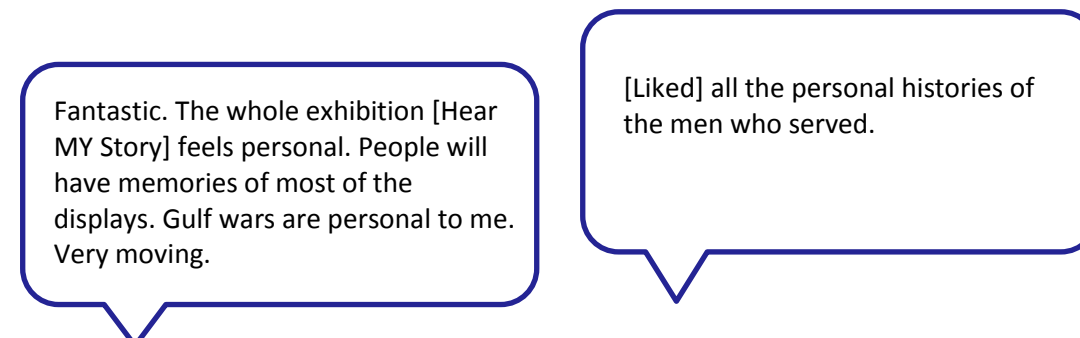 Fantastic. The whole exhibition [Hear
MY Story] feels personal. People will
have memories of most of the
displays. Gulf wars are personal to me.
Very moving.
[Liked] all the personal histories of
the men who served.